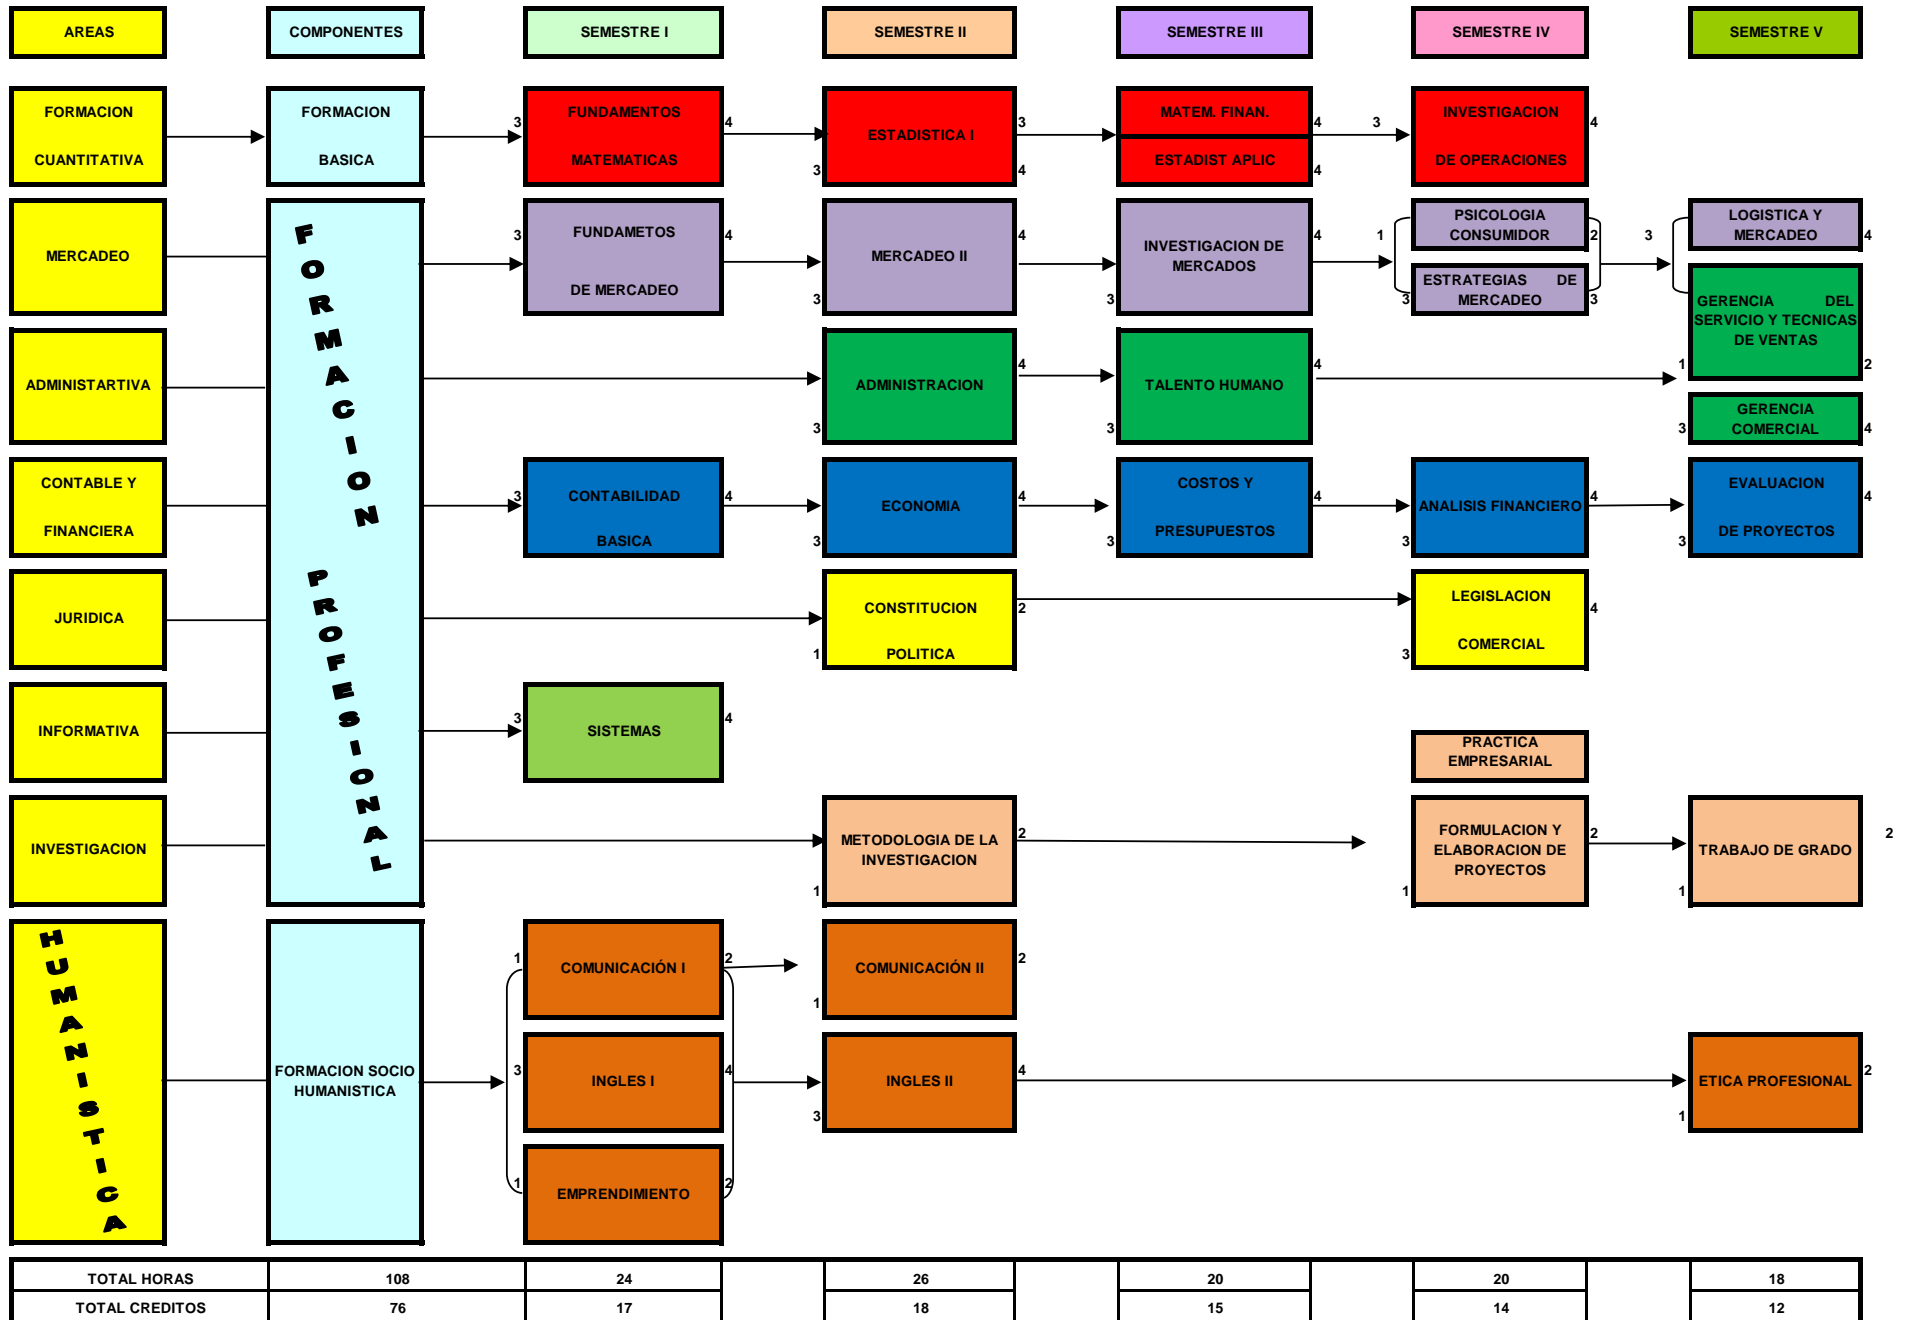 AREAS
COMPONENTES
SEMESTRE I
SEMESTRE II
SEMESTRE III
SEMESTRE IV
SEMESTRE V
FORMACION
CUANTITATIVA
FORMACION
BASICA
3
FUNDAMENTOS
MATEMATICAS
4
ESTADISTICA I
3
3
4
MATEM. FINAN.
4
ESTADIST APLIC
4
3
INVESTIGACION
DE OPERACIONES
4
MERCADEO
FORMACION PROFESIONAL
3
FUNDAMETOS
DE MERCADEO
4
MERCADEO II
3
4
INVESTIGACION DE
MERCADOS
3
4
1
PSICOLOGIA
CONSUMIDOR
2
3
ESTRATEGIAS DE
MERCADEO
3
3
LOGISTICA Y
MERCADEO
4
GERENCIA DEL
SERVICIO Y TECNICAS
DE VENTAS
1
2
ADMINISTARTIVA
ADMINISTRACION
3
4
TALENTO HUMANO
3
4
GERENCIA
COMERCIAL
3
4
CONTABLE Y
FINANCIERA
3
CONTABILIDAD
BASICA
4
ECONOMIA
3
4
COSTOS Y
PRESUPUESTOS
3
4
ANALISIS FINANCIERO
3
4
EVALUACION
DE PROYECTOS
3
4
JURIDICA
CONSTITUCION
POLITICA
1
2
LEGISLACION
COMERCIAL
3
4
INFORMATIVA
3
SISTEMAS
4
PRACTICA
EMPRESARIAL
INVESTIGACION
METODOLOGIA DE LA
INVESTIGACION
1
2
FORMULACION Y
ELABORACION DE
PROYECTOS
1
2
TRABAJO DE GRADO
1
2
HUMANISTICA
FORMACION SOCIO
HUMANISTICA
1
COMUNICACIÓN I
2
COMUNICACIÓN II
1
2
3
INGLES I
4
INGLES II
3
4
ETICA PROFESIONAL
1
2
1
EMPRENDIMIENTO
2
TOTAL HORAS 108 24 26 20 20 18
TOTAL CREDITOS 76 17 18 15 14 12